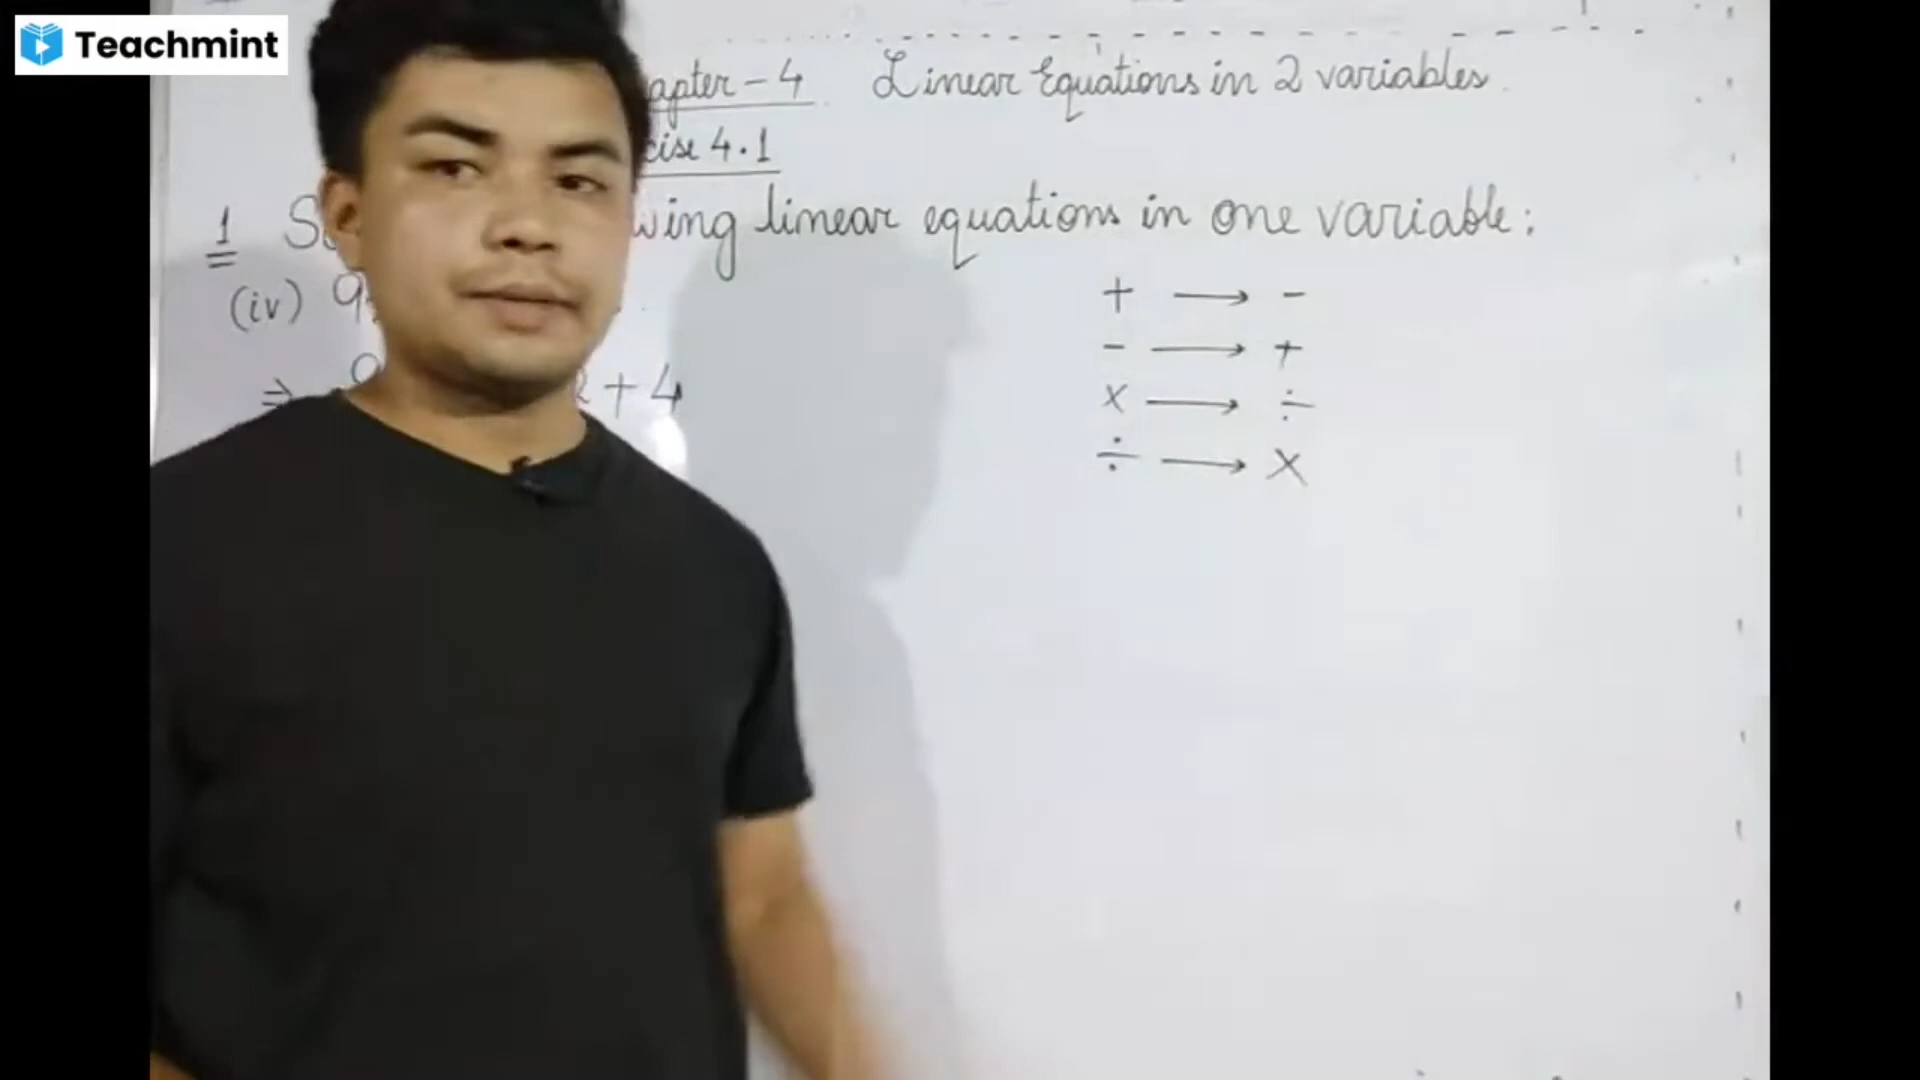 Teachmint
apter - 4 Linear Equations in 2 variables
cise 4.1
1 S wing linear equations in one variable:
(iv) 9
+ → -
- → +
⇒ 9 2 + 4
× → ÷
÷ → ×